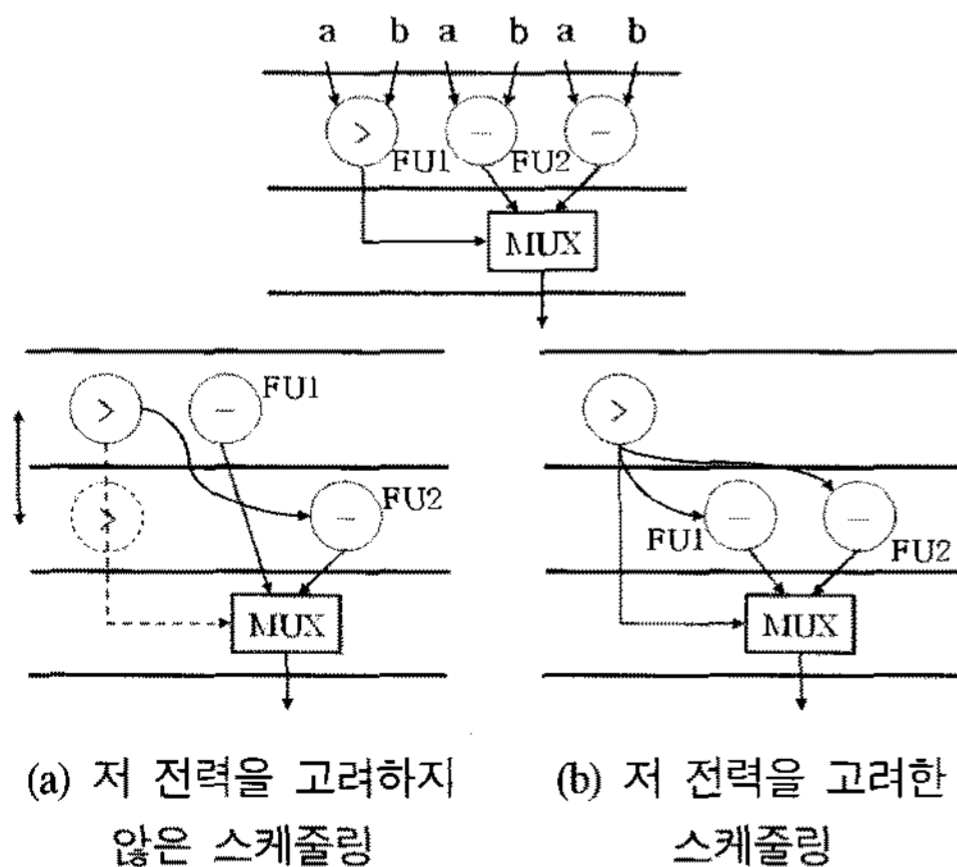 a b a b a b
> − −
FU1 FU2
MUX
> − FU1
> − FU2
MUX
>
− −
FU1 FU2
MUX
(a) 저 전력을 고려하지
않은 스케줄링
(b) 저 전력을 고려한
스케줄링